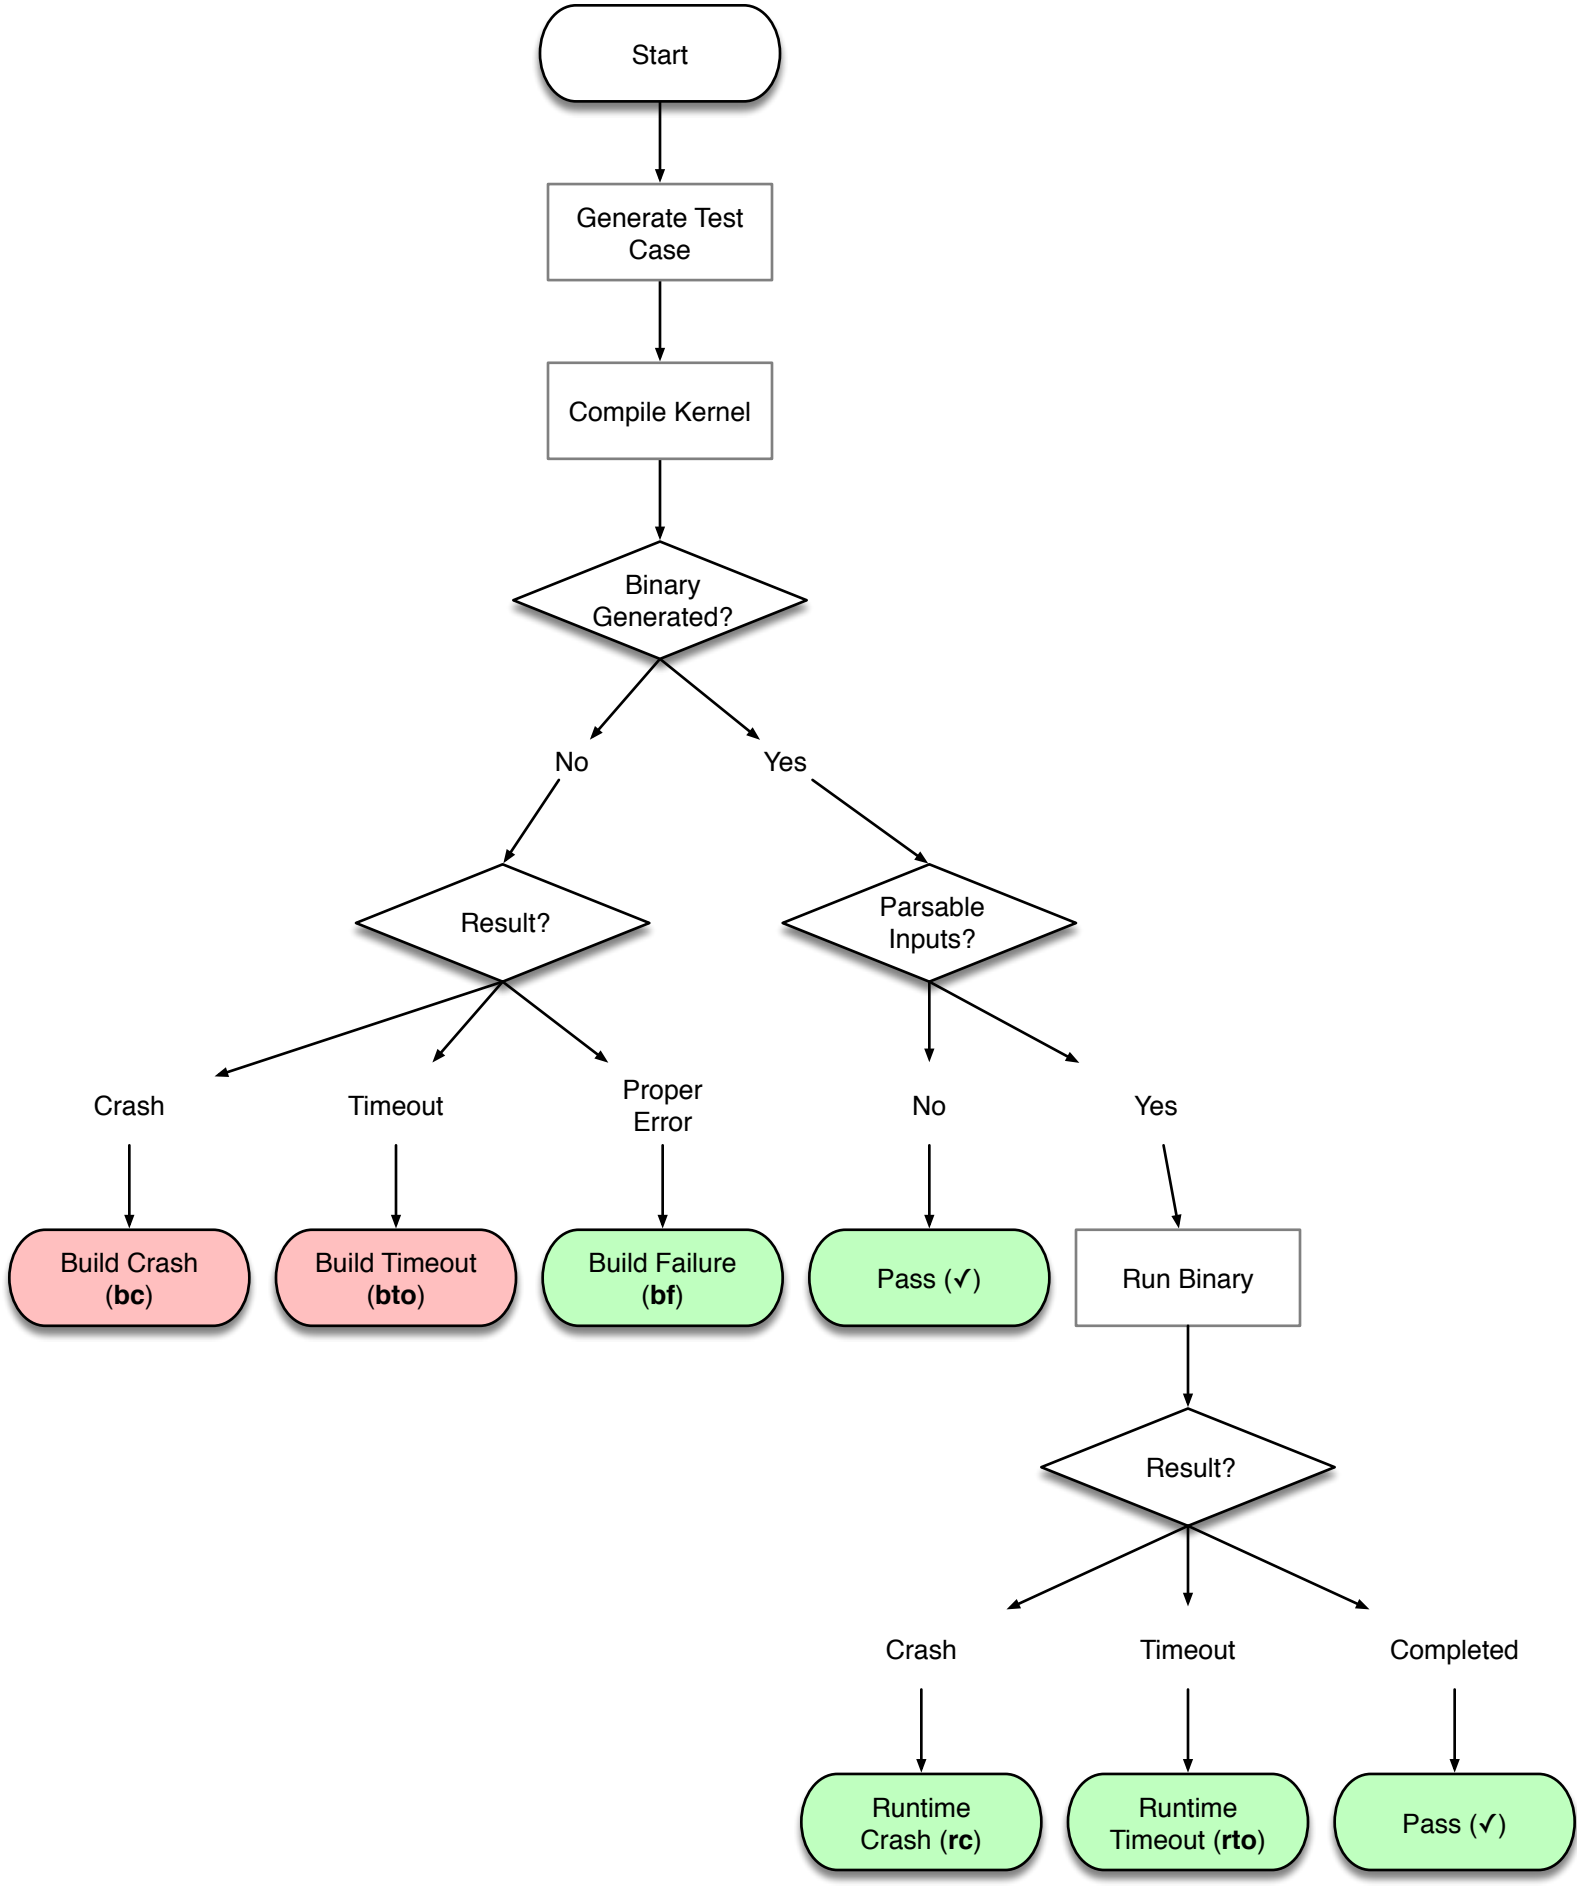 Start
Generate Test
Case
Compile Kernel
Binary
Generated?
No
Yes
Result?
Parsable
Inputs?
Crash
Timeout
Proper
Error
No
Yes
Build Crash
(bc)
Build Timeout
(bto)
Build Failure
(bf)
Pass (✓)
Run Binary
Result?
Crash
Timeout
Completed
Runtime
Crash (rc)
Runtime
Timeout (rto)
Pass (✓)